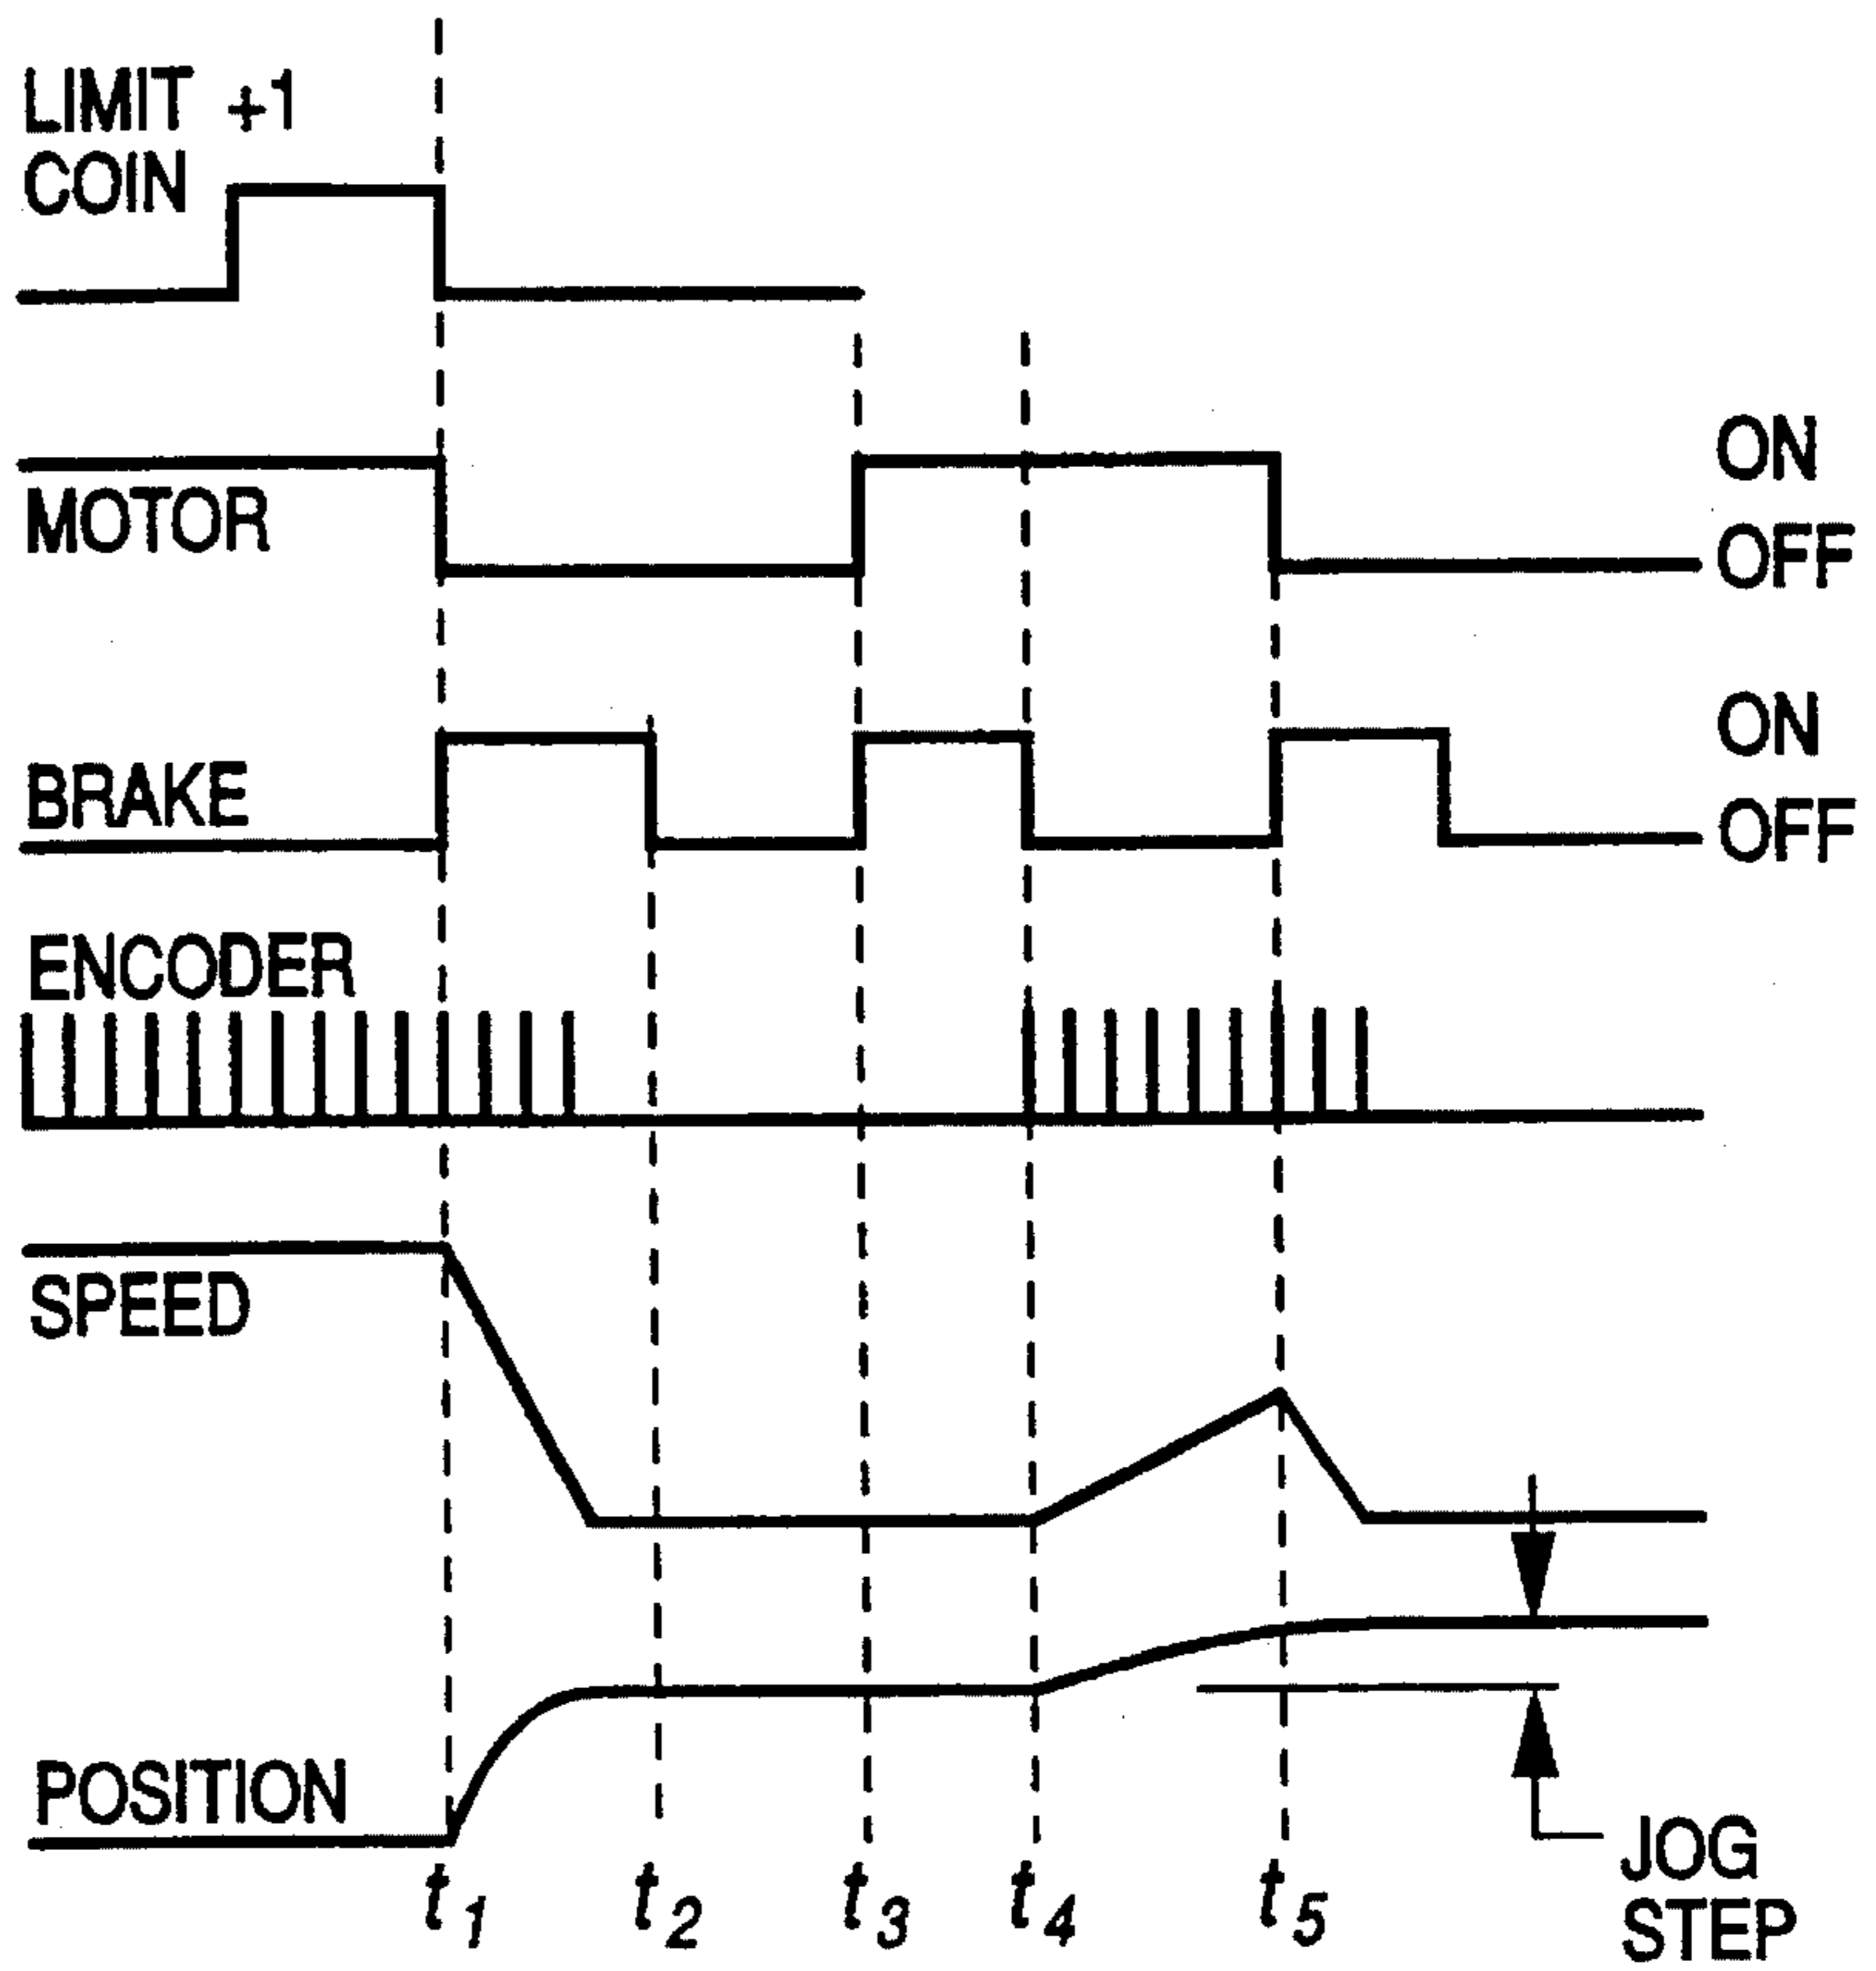 LIMIT +1
COIN
MOTOR
ON
OFF
BRAKE
ON
OFF
ENCODER
SPEED
POSITION
t1 t2 t3 t4 t5
JOG
STEP